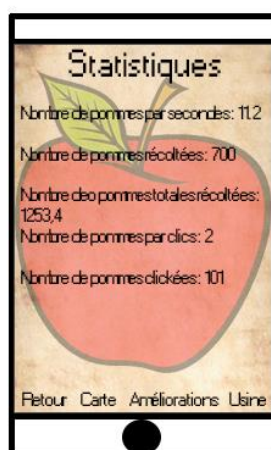 Statistiques
Nombre de pommes par secondes: 11.2
Nombre de pommes récoltées: 700
Nombre deo pommes totales récoltées:
1253,4
Nombre de pommes par clics: 2
Nombre de pommes clickées: 101
Retour Carte Améliorations Usine